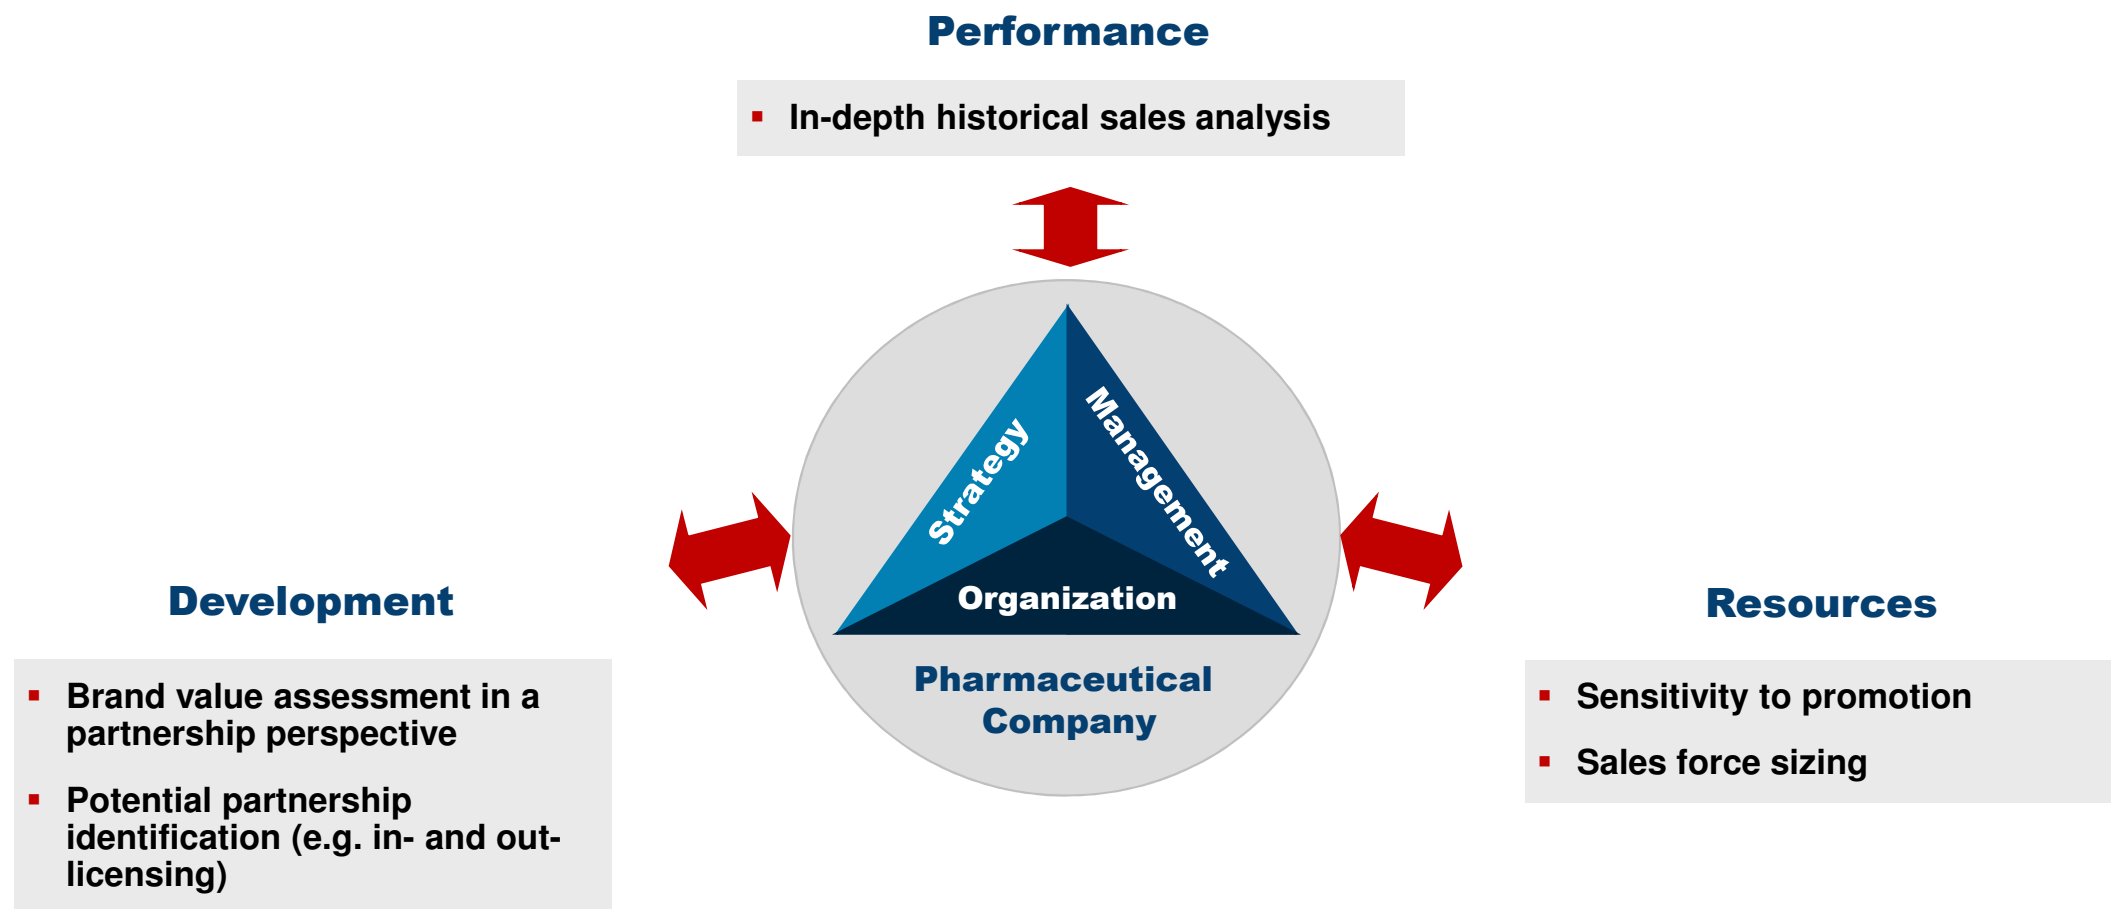 Performance
▪ In-depth historical sales analysis
Strategy
Management
Organization
Pharmaceutical
Company
Development
▪ Brand value assessment in a
partnership perspective
▪ Potential partnership
identification (e.g. in- and out-
licensing)
Resources
▪ Sensitivity to promotion
▪ Sales force sizing